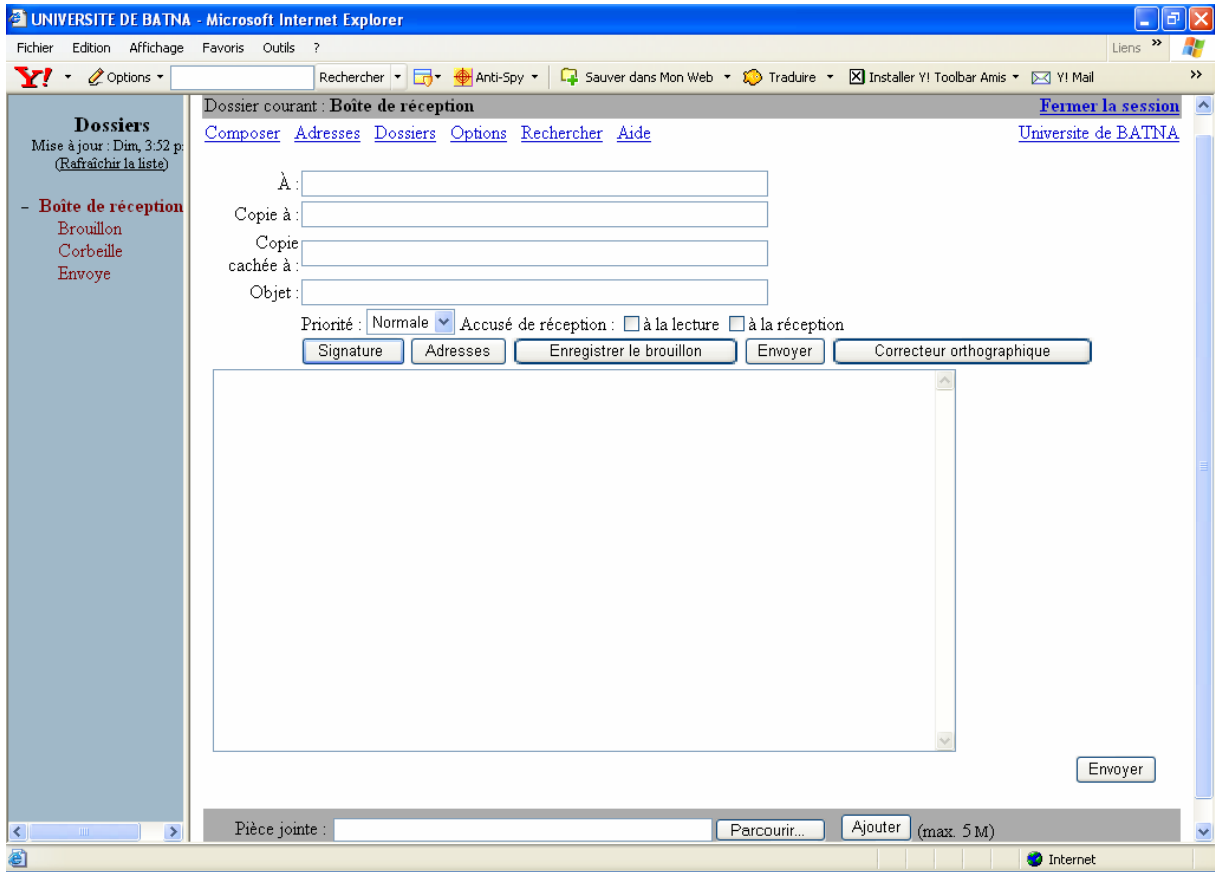 UNIVERSITE DE BATNA - Microsoft Internet Explorer
Fichier Edition Affichage Favoris Outils ? Liens »
Y! Options Rechercher Anti-Spy Sauver dans Mon Web Traduire Installer Y! Toolbar Amis Y! Mail »
Dossiers
Mise à jour : Dim, 3:52 p
(Rafraîchir la liste)
– Boîte de réception
Brouillon
Corbeille
Envoye
Dossier courant : Boîte de réception Fermer la session
Composer Adresses Dossiers Options Rechercher Aide Universite de BATNA
À :
Copie à :
Copie
cachée à :
Objet :
Priorité : Normale Accusé de réception : à la lecture à la réception
Signature Adresses Enregistrer le brouillon Envoyer Correcteur orthographique
Envoyer
Pièce jointe : Parcourir... Ajouter (max. 5 M)
Internet